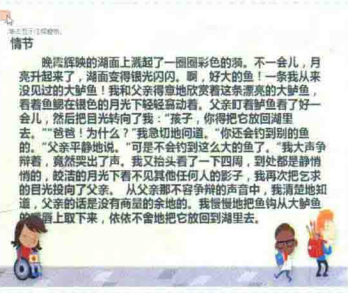 情节
晚霞辉映的湖面上溅起了一圈圈彩色的涟。不一会儿，月
亮升起来了，湖面变得银光闪闪。啊，好大的鱼！一条我从来
没见过的大鲈鱼！我和父亲得意地欣赏着这条漂亮的大鲈鱼，
看着鱼鳃在银色的月光下轻轻翕动着。父亲盯着鲈鱼看了好一
会儿，然后把目光转向了我：“孩子，你得把它放回湖里
去。”“爸爸！为什么？”我急切地问道。“你还会钓到别的鱼
的。”父亲平静地说。“可是不会钓到这么大的鱼了。”我大声争
辩着，竟然哭出了声。我又抬头看了一下四周，到处都是静悄
悄的，皎洁的月光下看不见其他任何人的影子，我再次把乞求
的目光投向了父亲。 从父亲那不容争辩的声音中，我清楚地知
道，父亲的话是没有商量的余地的。我慢慢地把鱼钩从大鲈鱼
唇上取下来，依依不舍地把它放回到湖里去。